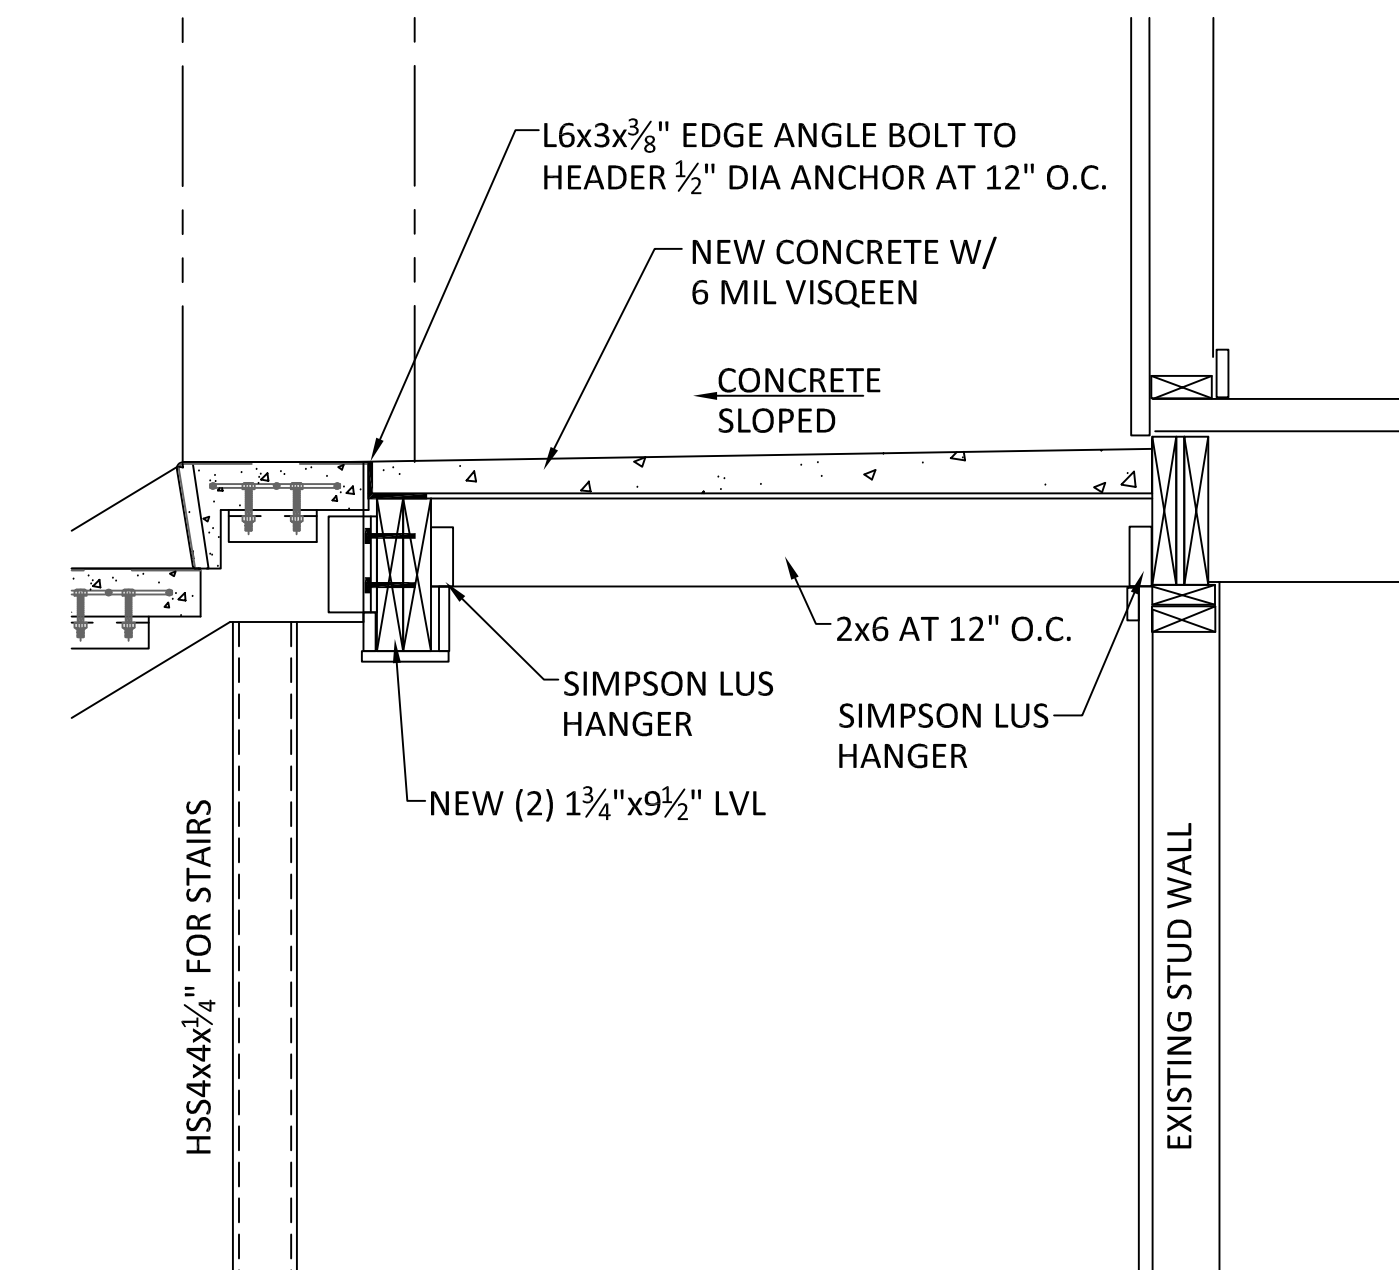 L6x3x⅜" EDGE ANGLE BOLT TO
HEADER ½" DIA ANCHOR AT 12" O.C.
NEW CONCRETE W/
6 MIL VISQEEN
CONCRETE
SLOPED
2x6 AT 12" O.C.
SIMPSON LUS
HANGER
SIMPSON LUS
HANGER
NEW (2) 1¾"x9½" LVL
HSS4x4x¼" FOR STAIRS
EXISTING STUD WALL